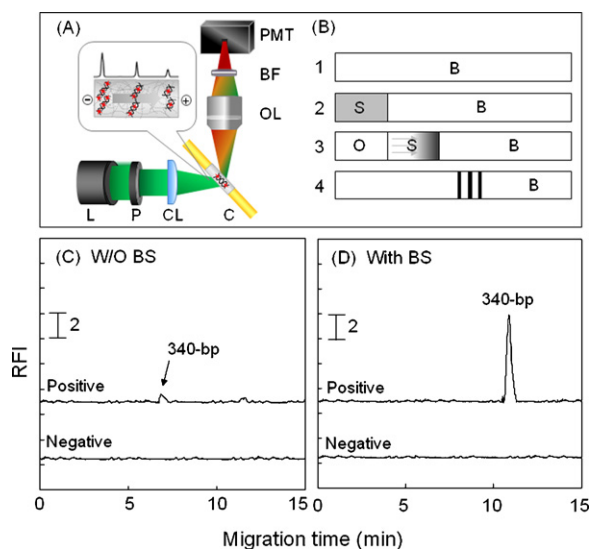 (A)
PMT
BF
OL
⊖ ⊕
L P CL C
(B)
1 B
2 S B
3 O S B
4 B
(C) W/O BS
2
340-bp
Positive
Negative
RFI
0 5 10 15
(D) With BS
340-bp
2
Positive
Negative
0 5 10 15
Migration time (min)